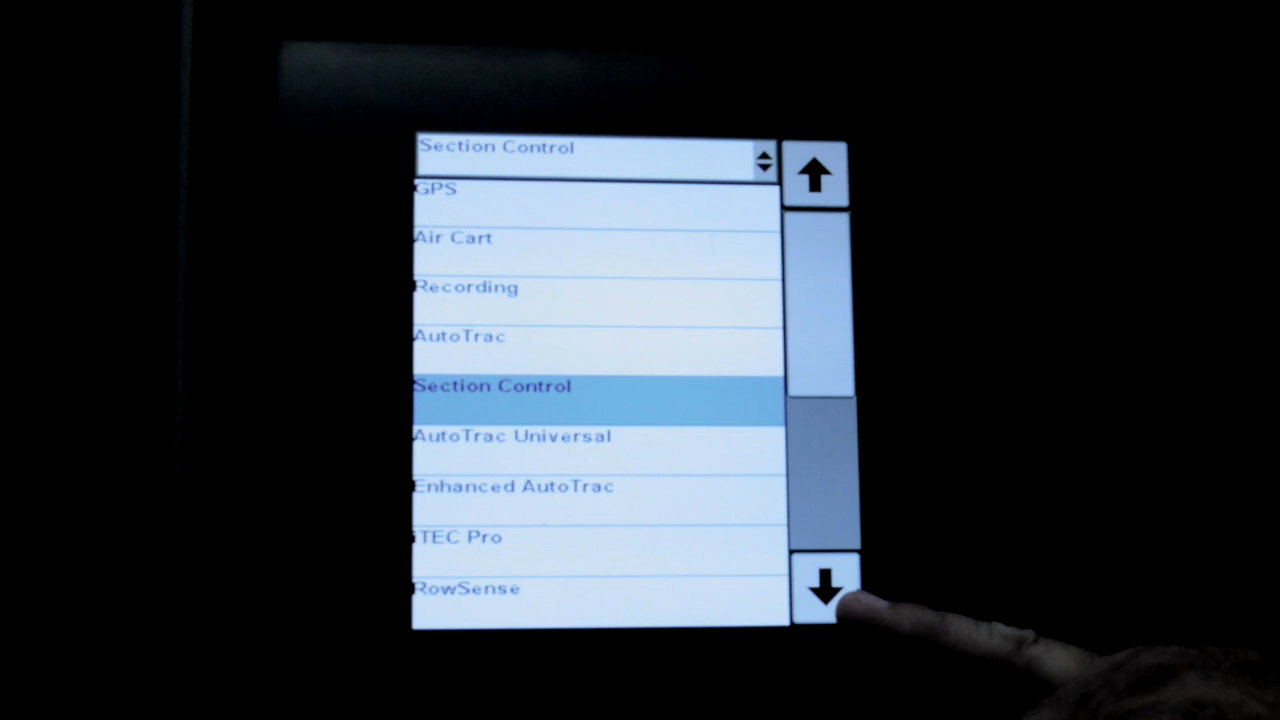 Section Control
GPS
Air Cart
Recording
AutoTrac
Section Control
AutoTrac Universal
Enhanced AutoTrac
iTEC Pro
RowSense